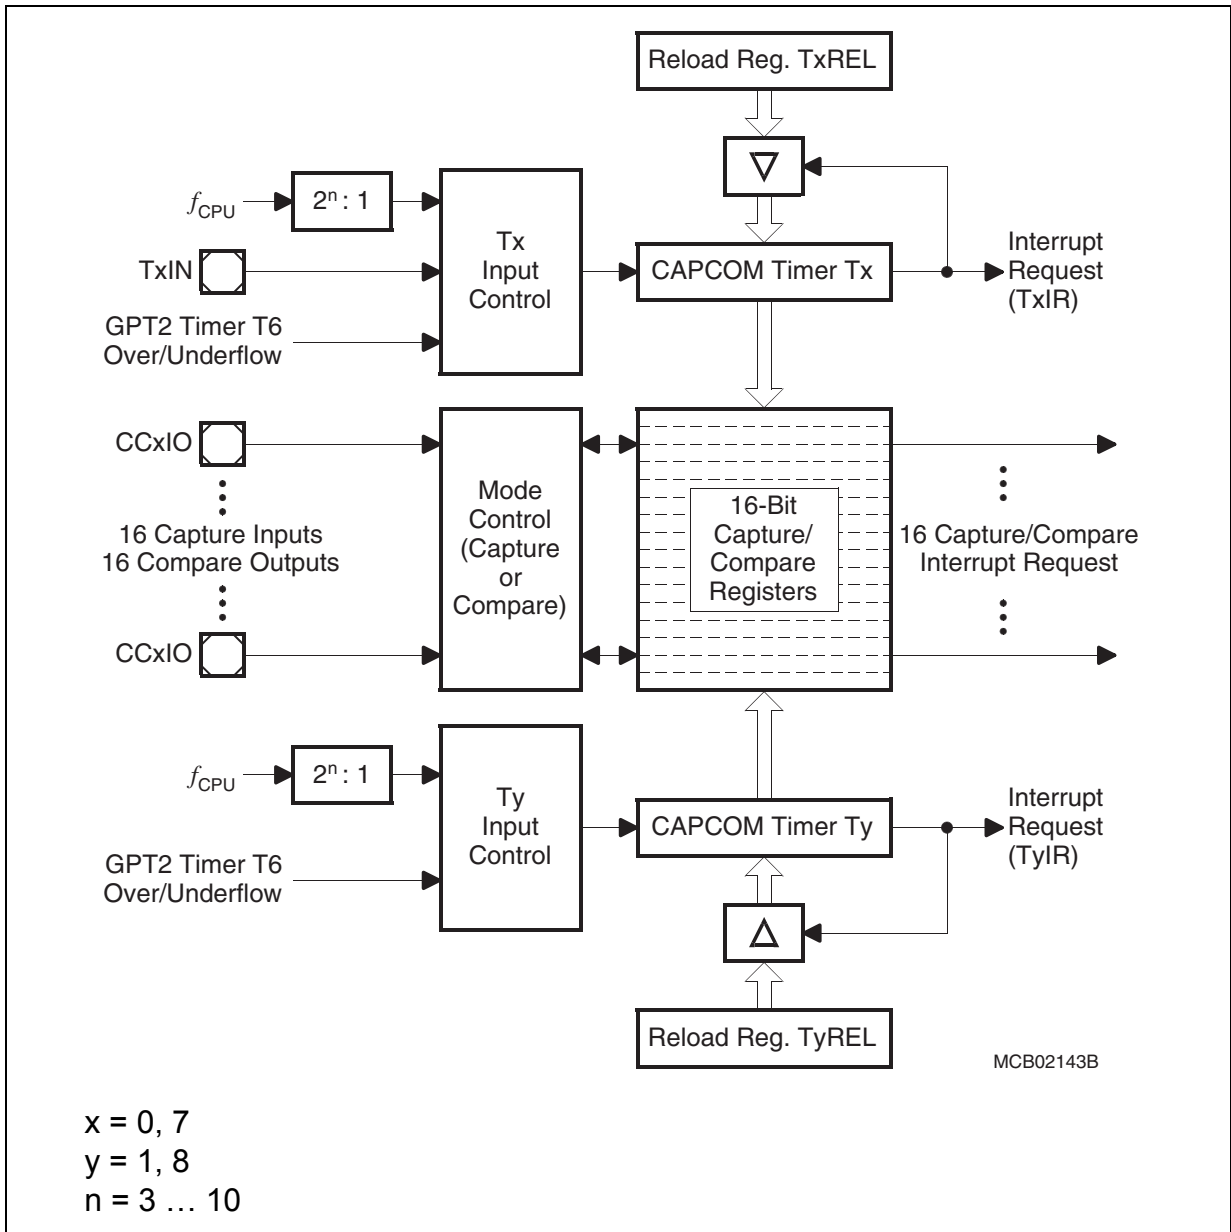 Reload Reg. TxREL
▽
fCPU
2ⁿ : 1
Tx
Input
Control
TxIN
CAPCOM Timer Tx
Interrupt
Request
(TxIR)
GPT2 Timer T6
Over/Underflow
CCxIO
16 Capture Inputs
16 Compare Outputs
CCxIO
Mode
Control
(Capture
or
Compare)
16-Bit
Capture/
Compare
Registers
16 Capture/Compare
Interrupt Request
fCPU
2ⁿ : 1
Ty
Input
Control
GPT2 Timer T6
Over/Underflow
CAPCOM Timer Ty
Interrupt
Request
(TyIR)
△
Reload Reg. TyREL
MCB02143B
x = 0, 7
y = 1, 8
n = 3 … 10